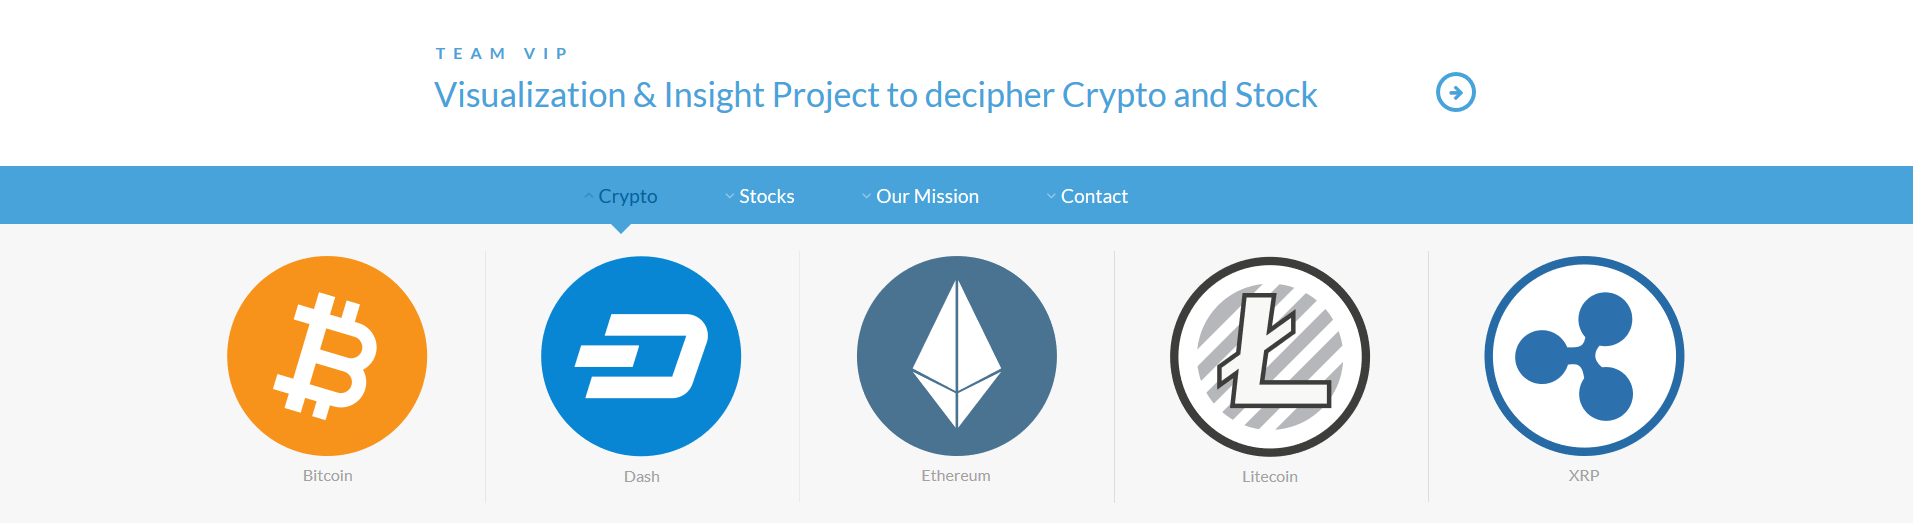 TEAM VIP
Visualization & Insight Project to decipher Crypto and Stock
Crypto Stocks Our Mission Contact
Bitcoin Dash Ethereum Litecoin XRP